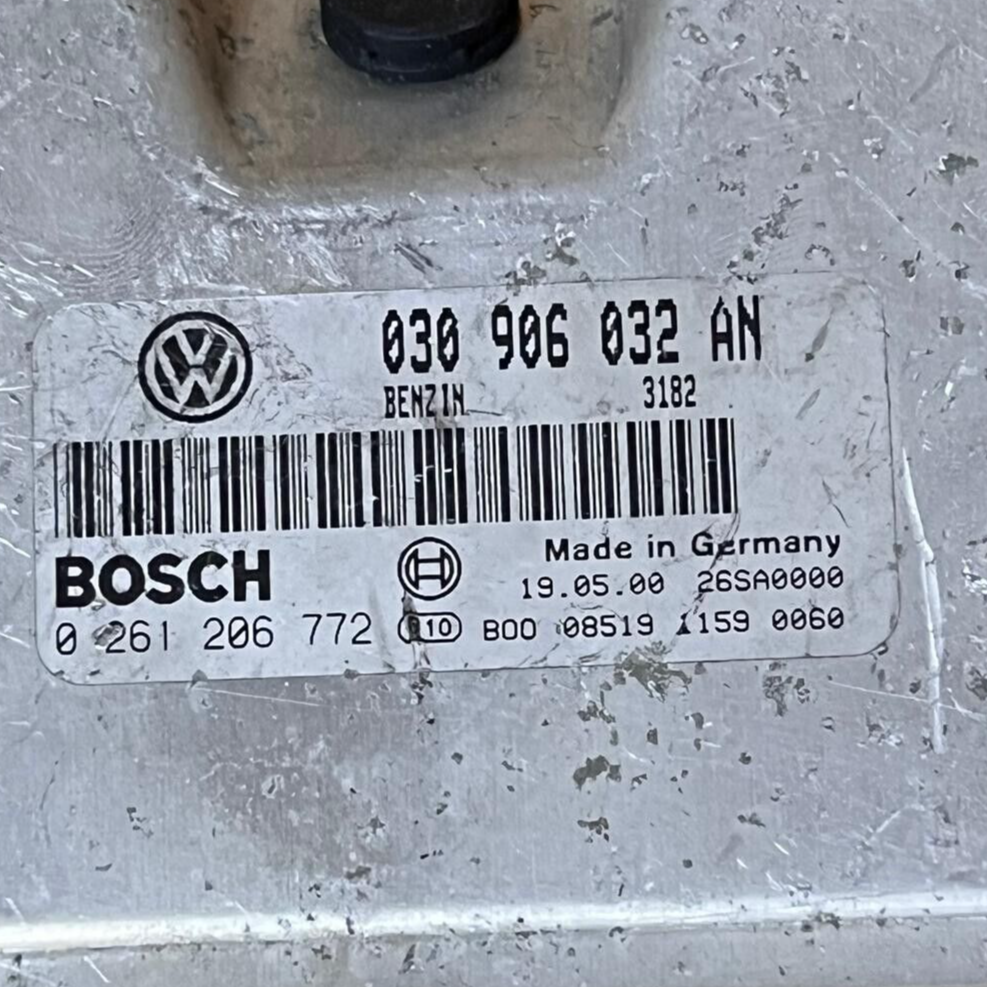 030 906 032 AN
BENZIN 3182
Made in Germany
BOSCH 19.05.00 26SA0000
0 261 206 772 B00 08519 1159 0060